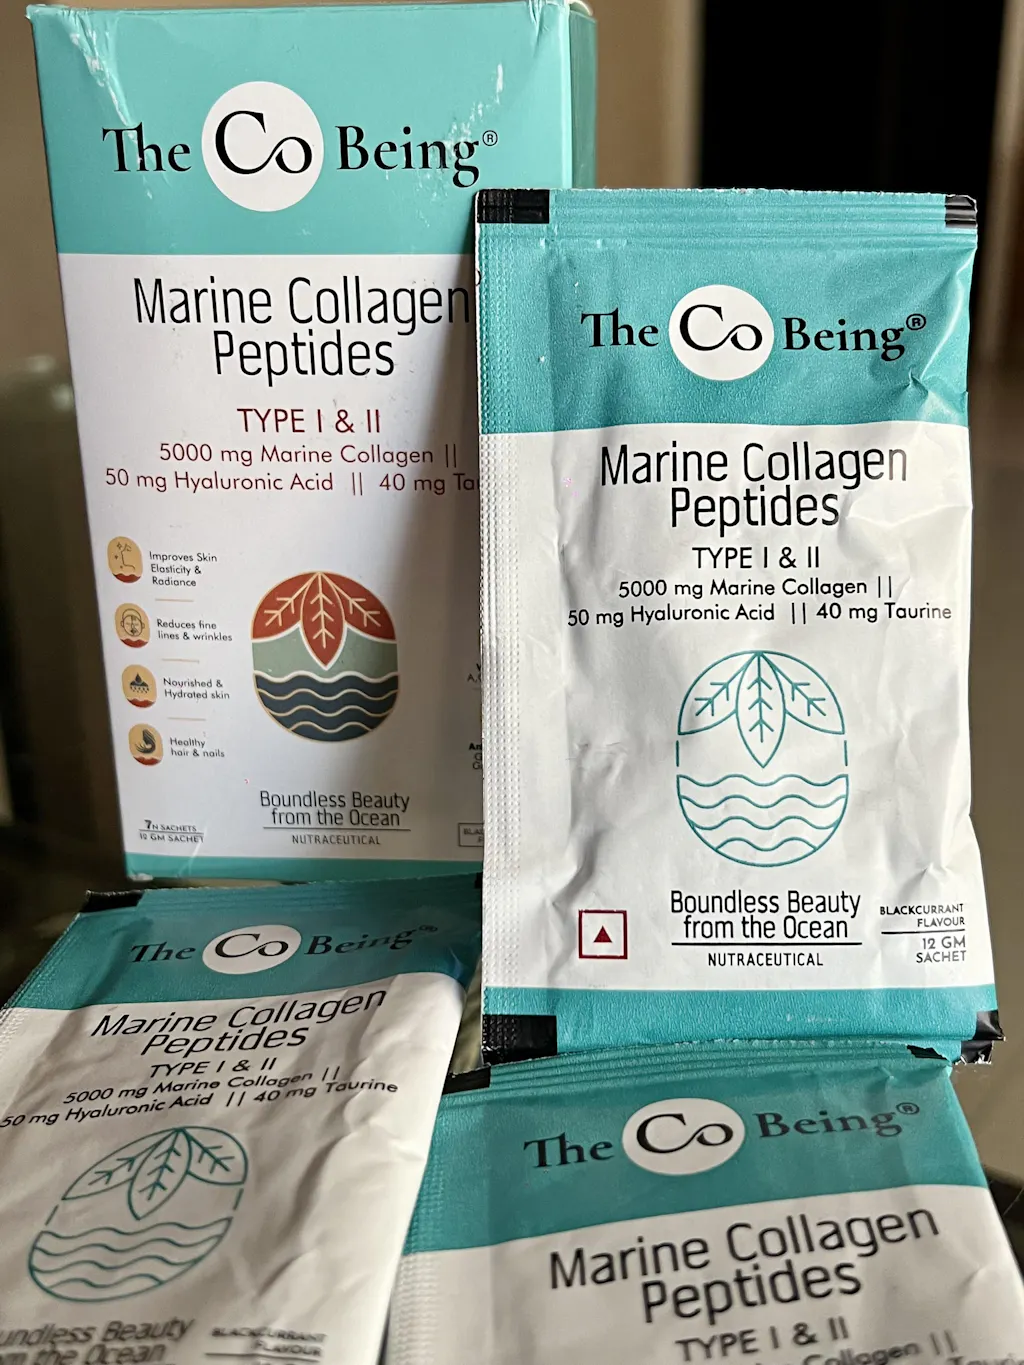 The Co Being®
Marine Collagen
Peptides
TYPE I & II
5000 mg Marine Collagen ||
50 mg Hyaluronic Acid || 40 mg
Improves Skin
Elasticity &
Radiance
Reduces fine
lines & wrinkles
Nourished &
Hydrated skin
Healthy
hair & nails
Boundless Beauty
from the Ocean
NUTRACEUTICAL
7N SACHETS
GM SACHET
The Co Being®
Marine Collagen
Peptides
TYPE I & II
5000 mg Marine Collagen ||
50 mg Hyaluronic Acid || 40 mg Taurine
Boundless Beauty
from the Ocean
NUTRACEUTICAL
BLACKCURRANT
FLAVOUR
12 GM
SACHET
The Co Being®
Marine Collagen
Peptides
TYPE I & II
5000 mg Marine Collagen ||
50 mg Hyaluronic Acid || 40 mg Taurine
Beauty
the Ocean
BLACKCURRANT
FLAVOUR
The Co Being®
Marine Collagen
Peptides
TYPE I & II
Collagen ||